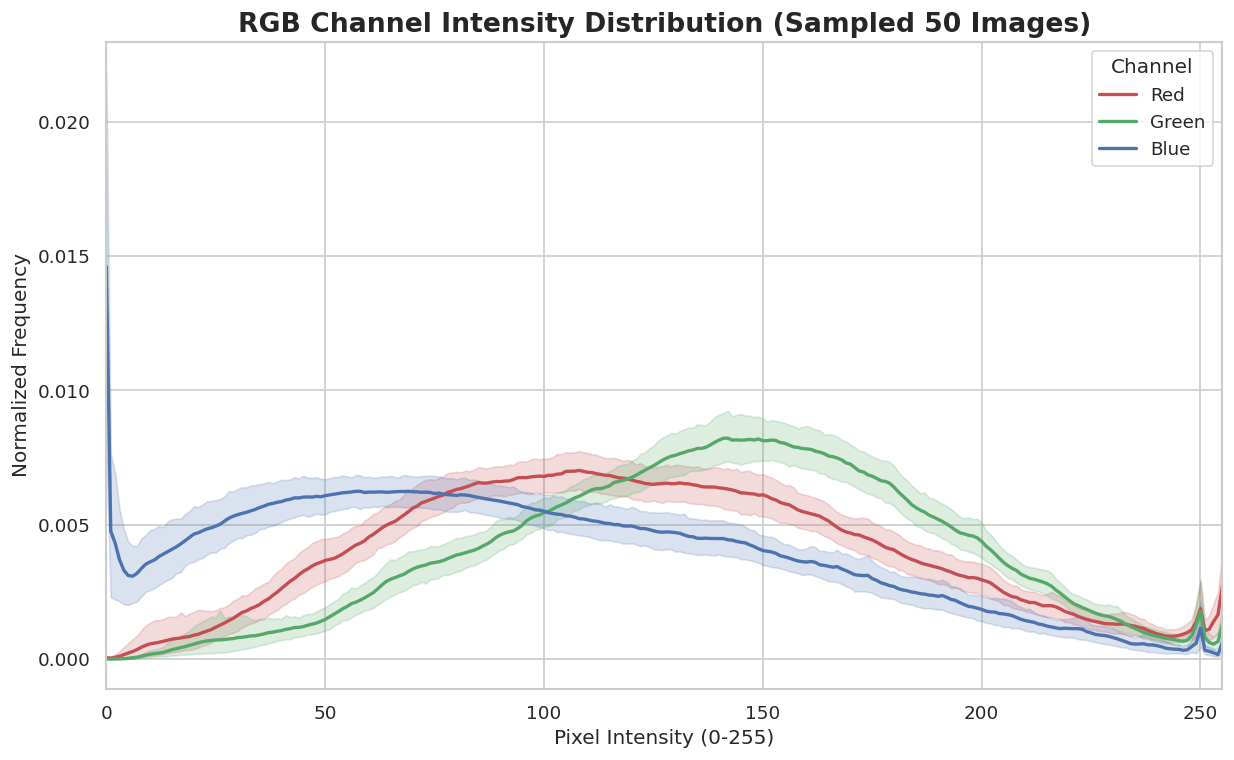 RGB Channel Intensity Distribution (Sampled 50 Images)
Channel
Red
Green
Blue
Normalized Frequency
0.020
0.015
0.010
0.005
0.000
0 50 100 150 200 250
Pixel Intensity (0-255)